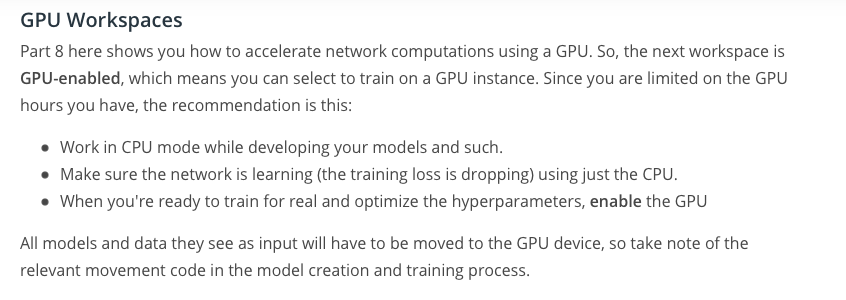 GPU Workspaces
Part 8 here shows you how to accelerate network computations using a GPU. So, the next workspace is
GPU-enabled, which means you can select to train on a GPU instance. Since you are limited on the GPU
hours you have, the recommendation is this:
• Work in CPU mode while developing your models and such.
• Make sure the network is learning (the training loss is dropping) using just the CPU.
• When you're ready to train for real and optimize the hyperparameters, enable the GPU
All models and data they see as input will have to be moved to the GPU device, so take note of the
relevant movement code in the model creation and training process.